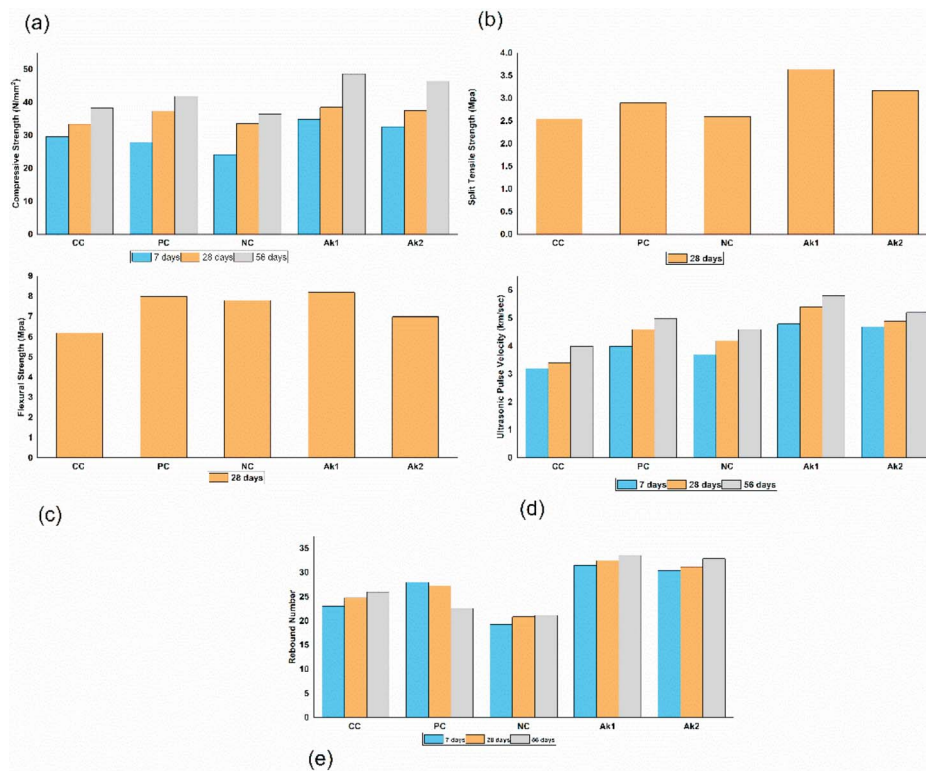 (a)
Compressive Strength (N/mm²)
50
40
30
20
10
0
CC PC NC Ak1 Ak2
7 days 28 days 56 days
(b)
Split Tensile Strength (Mpa)
4.0
3.5
3.0
2.5
2.0
1.5
1.0
0.5
0.0
CC PC NC Ak1 Ak2
28 days
Flexural Strength (Mpa)
9
8
7
6
5
4
3
2
1
0
CC PC NC Ak1 Ak2
28 days
(c)
Ultrasonic Pulse Velocity (km/sec)
6
5
4
3
2
1
0
CC PC NC Ak1 Ak2
7 days 28 days 56 days
(d)
Rebound Number
35
30
25
20
15
10
5
0
CC PC NC Ak1 Ak2
7 days 28 days 56 days
(e)